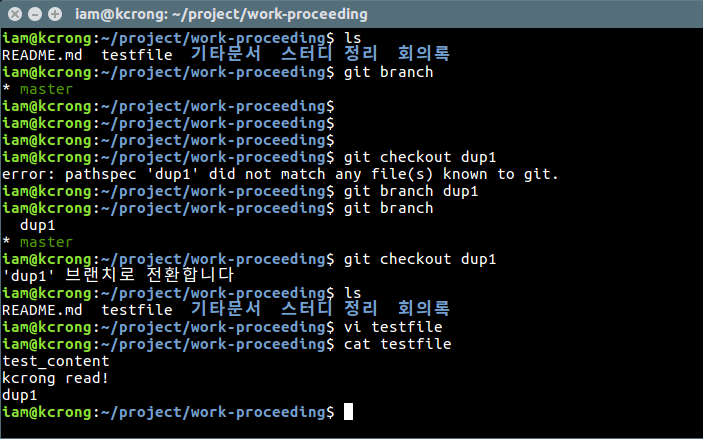 iam@kcrong: ~/project/work-proceeding
iam@kcrong:~/project/work-proceeding$ ls
README.md  testfile  기타문서  스터디 정리  회의록
iam@kcrong:~/project/work-proceeding$ git branch
* master
iam@kcrong:~/project/work-proceeding$
iam@kcrong:~/project/work-proceeding$
iam@kcrong:~/project/work-proceeding$
iam@kcrong:~/project/work-proceeding$ git checkout dup1
error: pathspec 'dup1' did not match any file(s) known to git.
iam@kcrong:~/project/work-proceeding$ git branch dup1
iam@kcrong:~/project/work-proceeding$ git branch
  dup1
* master
iam@kcrong:~/project/work-proceeding$ git checkout dup1
'dup1' 브랜치로 전환합니다
iam@kcrong:~/project/work-proceeding$ ls
README.md  testfile  기타문서  스터디 정리  회의록
iam@kcrong:~/project/work-proceeding$ vi testfile
iam@kcrong:~/project/work-proceeding$ cat testfile
test_content
kcrong read!
dup1
iam@kcrong:~/project/work-proceeding$